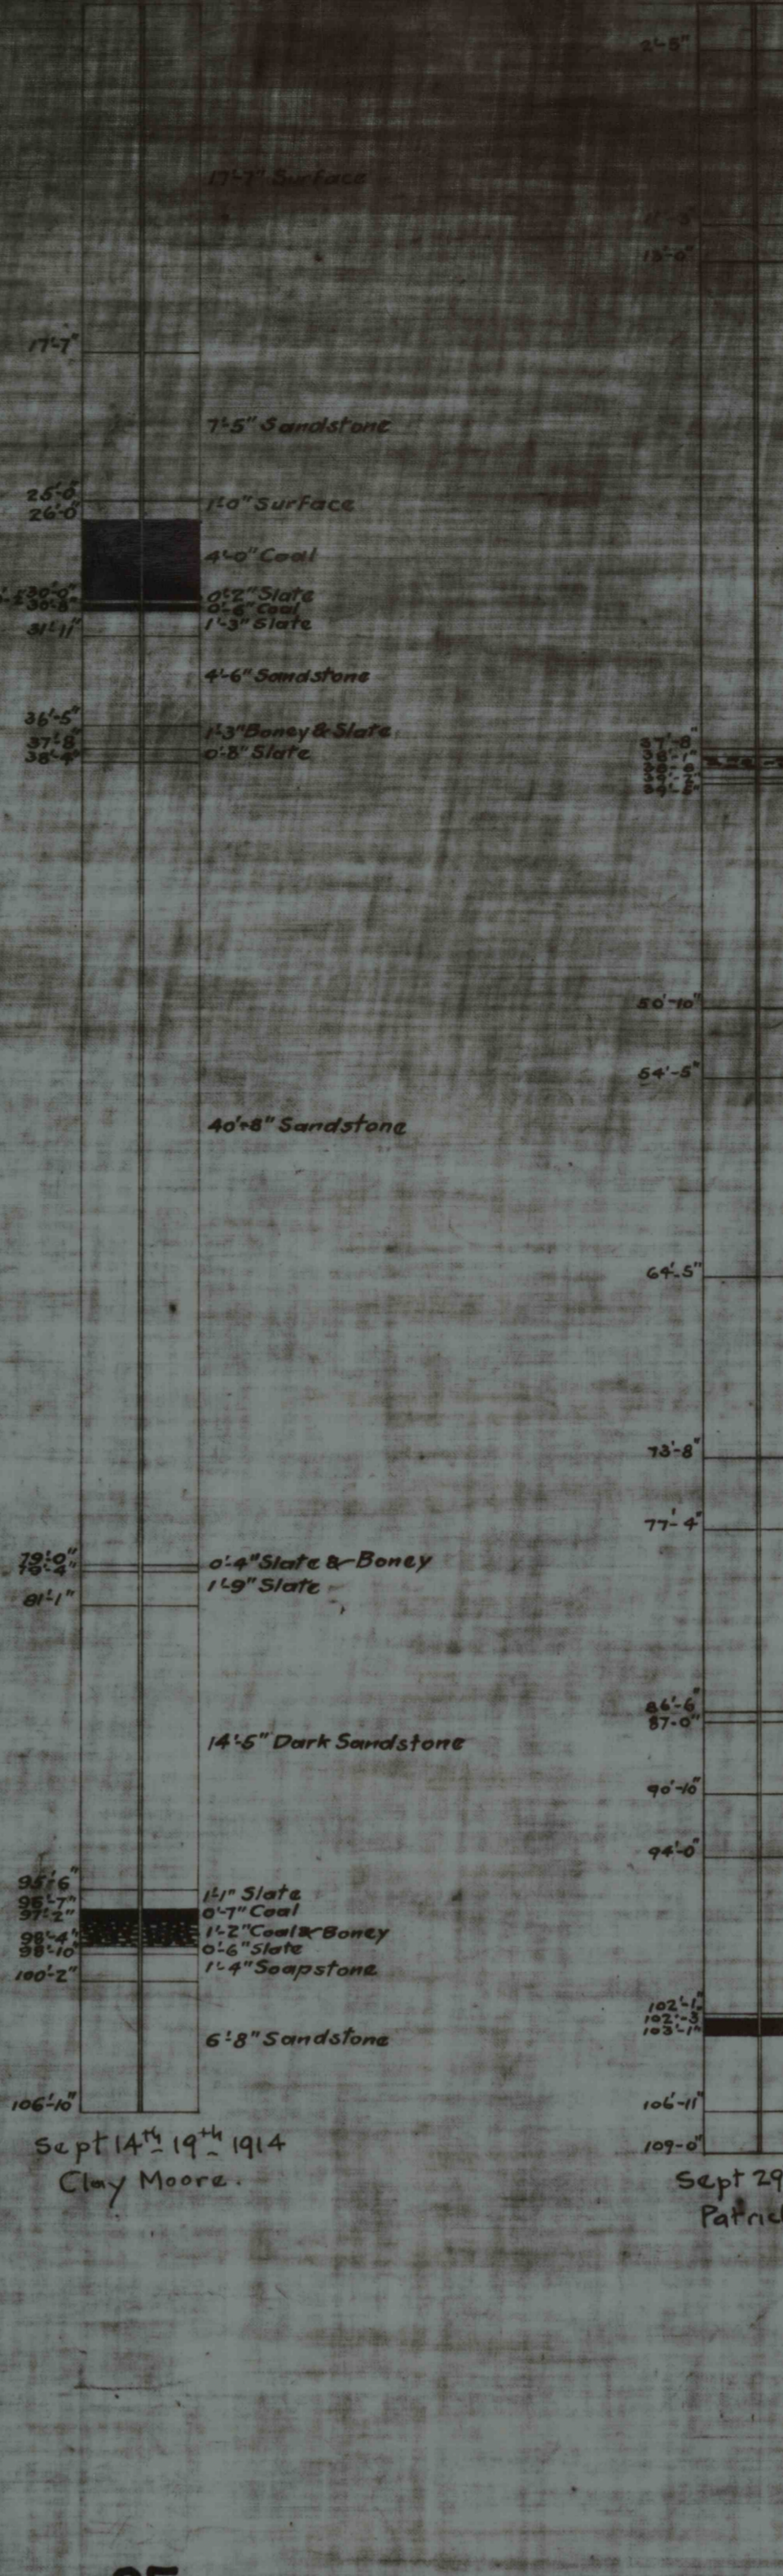 17'-7" Surface
17'-7"
7'-5" Sandstone
25'-0"
1'-0" Surface
26'-0"
4'-0" Coal
30'-0"
0'-2" Slate
0'-6" Coal
30'-8"
1'-3" Slate
31'-11"
4'-6" Sandstone
36'-5"
1'-3" Boney & Slate
37'-8"
0'-8" Slate
38'-4"
40'-8" Sandstone
79'-0"
0'-4" Slate & Boney
79'-4"
1'-9" Slate
81'-1"
14'-5" Dark Sandstone
95'-6"
1'-1" Slate
96'-7"
0'-7" Coal
97'-2"
1'-2" Coal & Boney
98'-4"
0'-6" Slate
98'-10"
1'-4" Soapstone
100'-2"
6'-8" Sandstone
106'-10"
Sept 14th 19th 1914
Clay Moore.
2'-5"
13'-0"
37'-8"
38'-1"
50'-10"
54'-5"
64'-5"
73'-8"
77'-4"
86'-6"
87'-0"
90'-10"
94'-0"
102'-1"
102'-3"
103'-1"
106'-11"
109'-0"
Sept 29